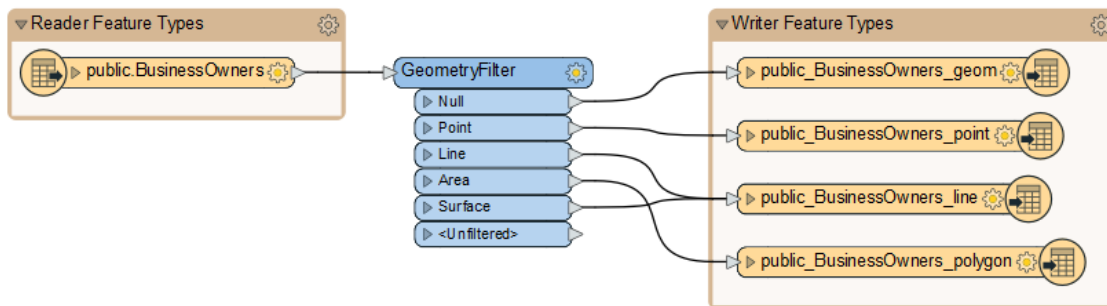 Reader Feature Types
public.BusinessOwners
GeometryFilter
Null
Point
Line
Area
Surface
<Unfiltered>
Writer Feature Types
public_BusinessOwners_geom
public_BusinessOwners_point
public_BusinessOwners_line
public_BusinessOwners_polygon